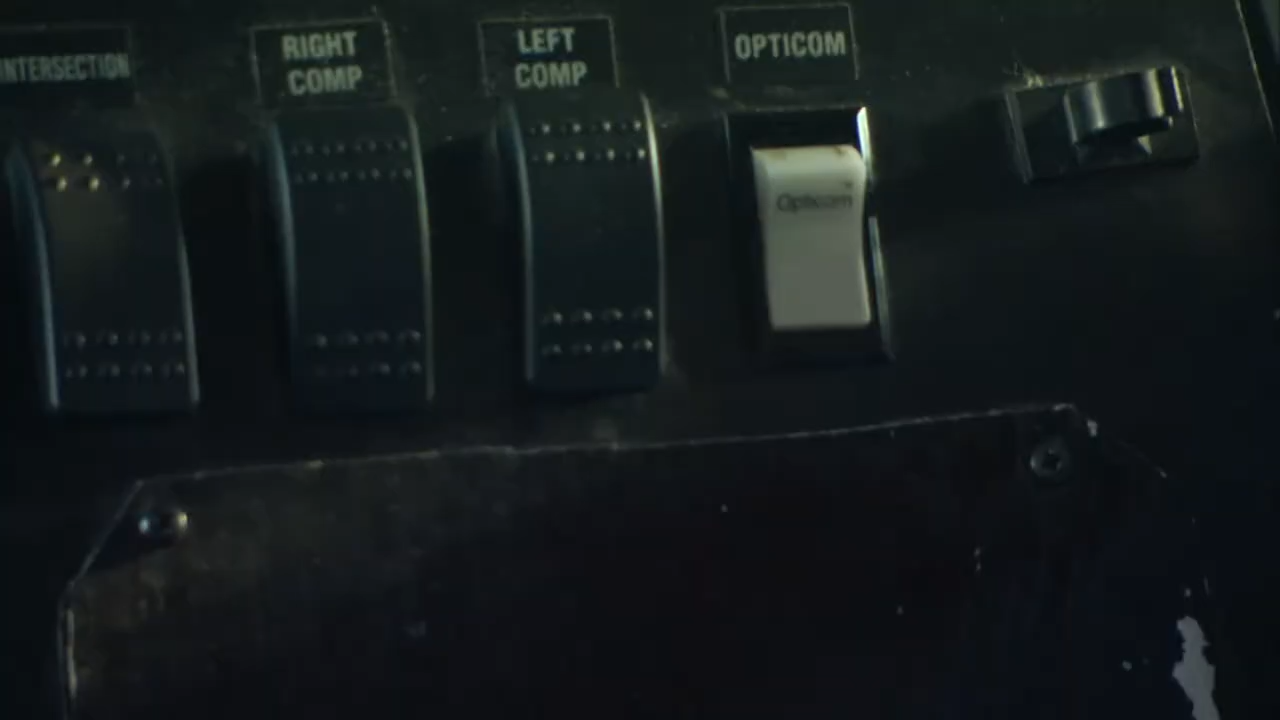 INTERSECTION
RIGHT
COMP
LEFT
COMP
OPTICOM
Opticom